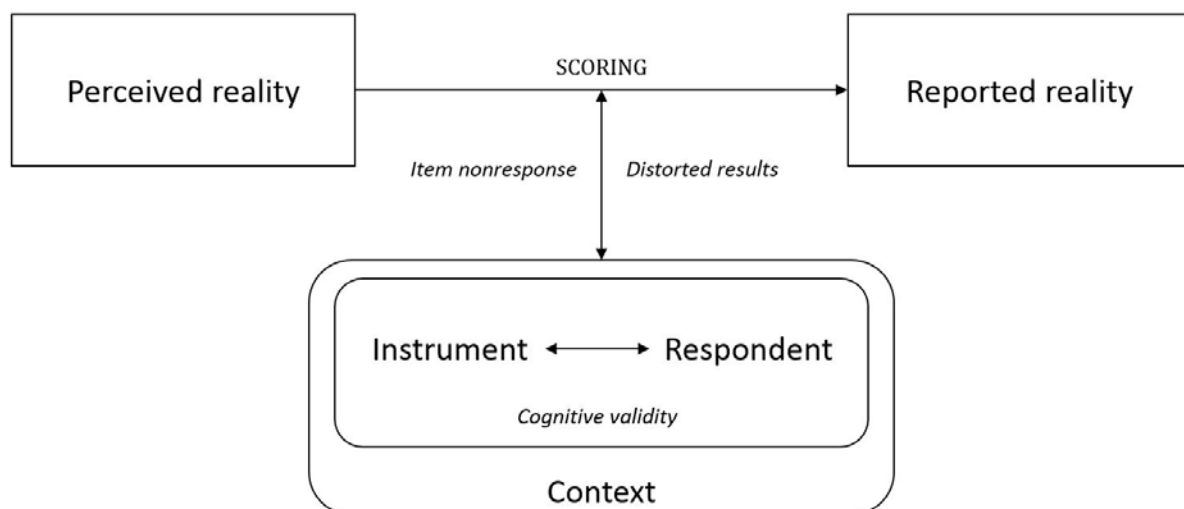 Perceived reality
SCORING
Reported reality
Item nonresponse
Distorted results
Instrument
Respondent
Cognitive validity
Context